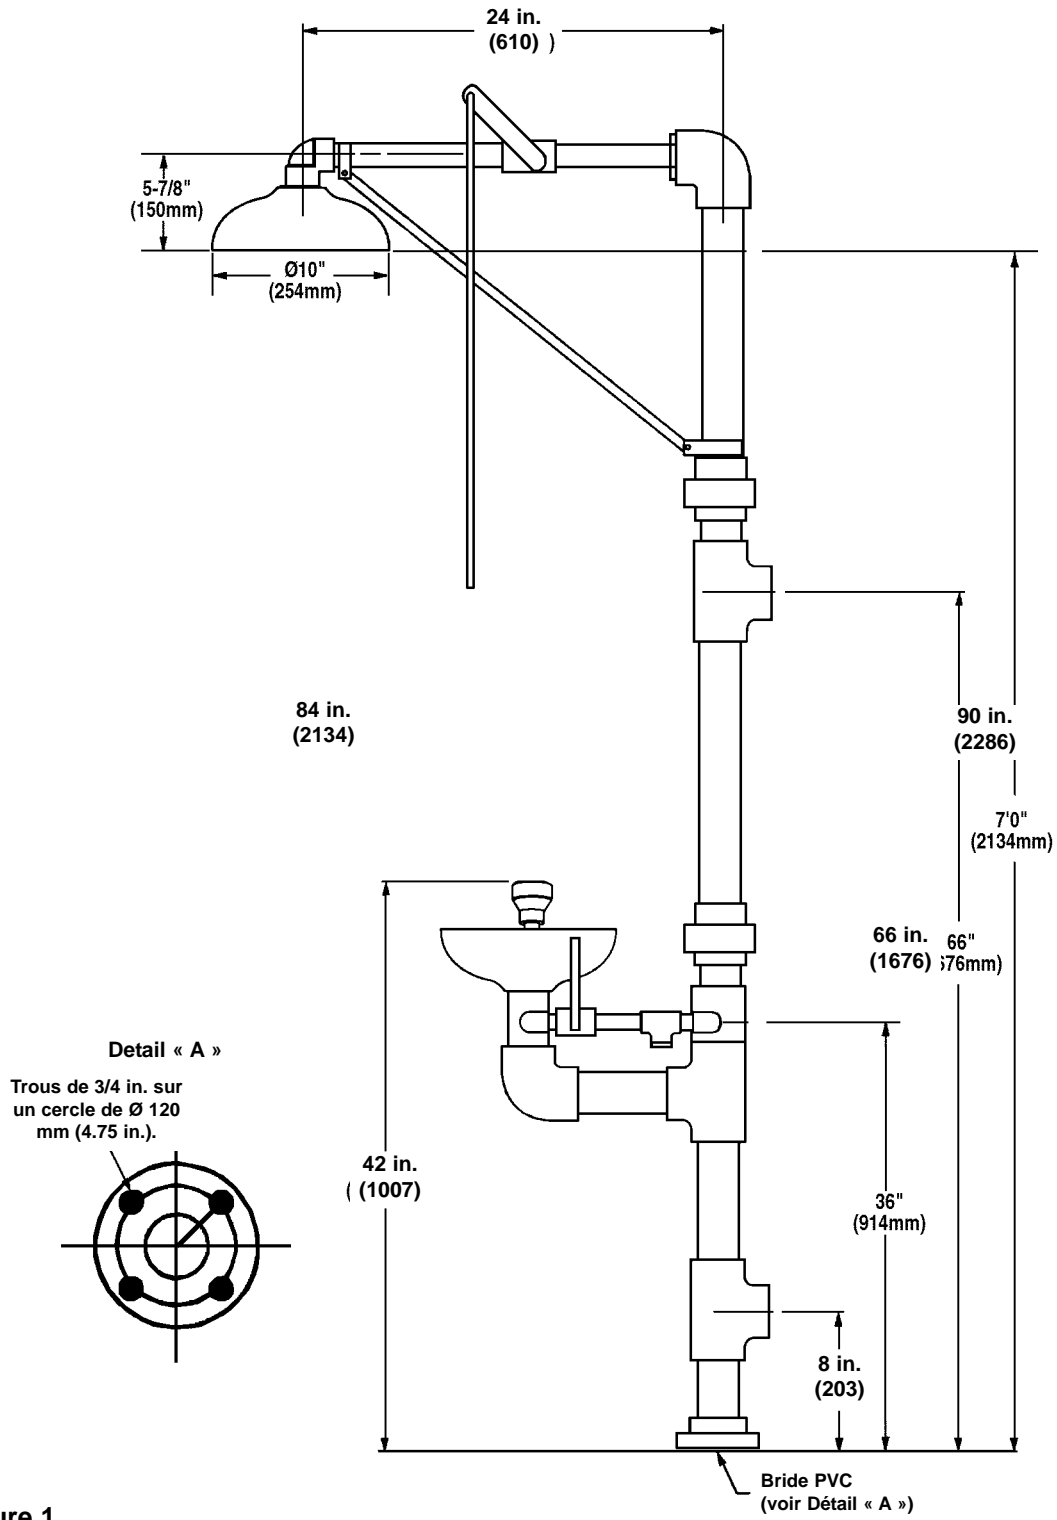 24 in.
(610) )
5-7/8"
(150mm)
Ø10"
(254mm)
84 in.
(2134)
90 in.
(2286)
7'0"
(2134mm)
66 in.
(1676)
66"
676mm)
Detail « A »
Trous de 3/4 in. sur
un cercle de Ø 120
mm (4.75 in.).
42 in.
( (1007)
36"
(914mm)
8 in.
(203)
Bride PVC
(voir Détail « A »)
ure 1